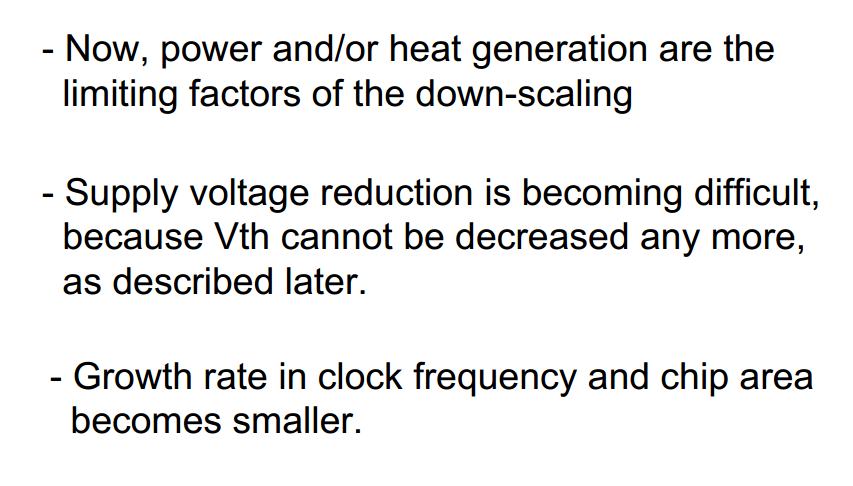 - Now, power and/or heat generation are the
limiting factors of the down-scaling
- Supply voltage reduction is becoming difficult,
because Vth cannot be decreased any more,
as described later.
- Growth rate in clock frequency and chip area
becomes smaller.